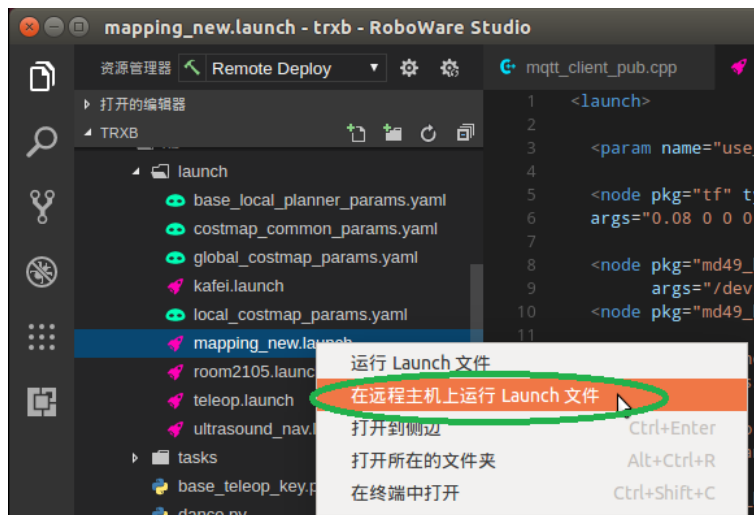 mapping_new.launch - trxb - RoboWare Studio
资源管理器 Remote Deploy
打开的编辑器
TRXB
launch
base_local_planner_params.yaml
costmap_common_params.yaml
global_costmap_params.yaml
kafei.launch
local_costmap_params.yaml
mapping_new.launch
room2105.launc
teleop.launch
ultrasound_nav.l
tasks
base_teleop_key.p
dance.py
mqtt_client_pub.cpp
1 <launch>
2
3 <param name="use_
4
5 <node pkg="tf" ty
6 args="0.08 0 0 0
7
8 <node pkg="md49_
9 args="/dev
10 <node pkg="md49_
11
运行 Launch 文件
在远程主机上运行 Launch 文件
打开到侧边 Ctrl+Enter
打开所在的文件夹 Alt+Ctrl+R
在终端中打开 Ctrl+Shift+C